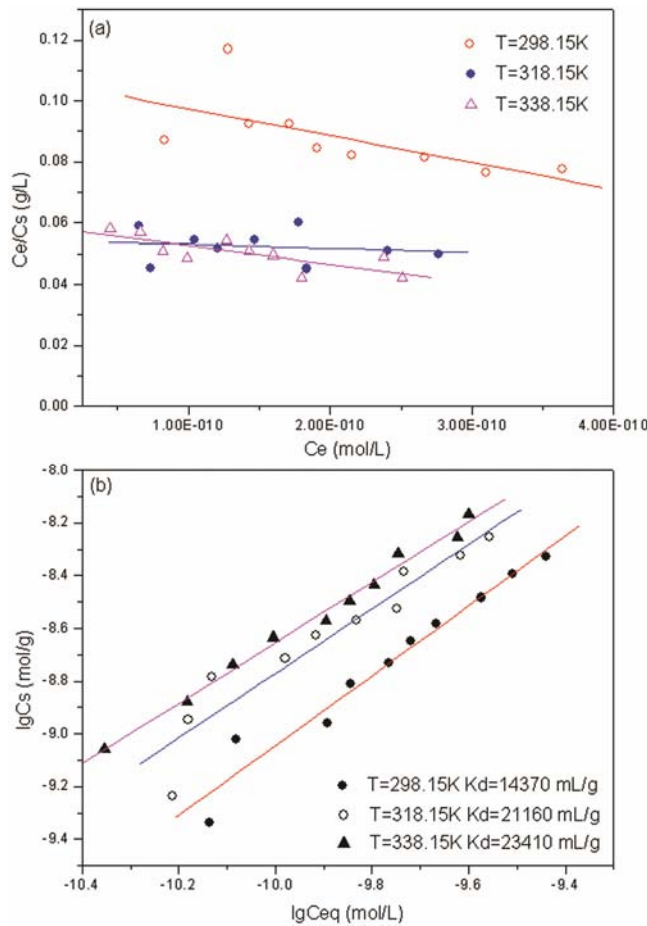 (a)
T=298.15K
T=318.15K
T=338.15K
Ce/Cs (g/L)
0.12
0.10
0.08
0.06
0.04
0.02
0.00
1.00E-010 2.00E-010 3.00E-010 4.00E-010
Ce (mol/L)
(b)
lgCs (mol/g)
-8.0
-8.2
-8.4
-8.6
-8.8
-9.0
-9.2
-9.4
T=298.15K Kd=14370 mL/g
T=318.15K Kd=21160 mL/g
T=338.15K Kd=23410 mL/g
-10.4 -10.2 -10.0 -9.8 -9.6 -9.4
lgCeq (mol/L)